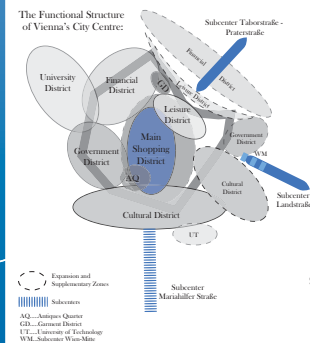 The Functional Structure
of Vienna's City Centre:
Subcenter Taborstraße -
Praterstraße
Financial
District
University
District
Financial
District
GD
Leisure District
Leisure
District
Government
District
Main
Shopping
District
Government
District
WM
AQ
Cultural
District
Subcenter
Landstraße
Cultural District
UT
Expansion and
Supplementary Zones
Subcenter
Mariahilfer Straße
Subcenters
AQ.....Antiques Quarter
GD.....Garment District
UT.....University of Technology
WM...Subcenter Wien-Mitte